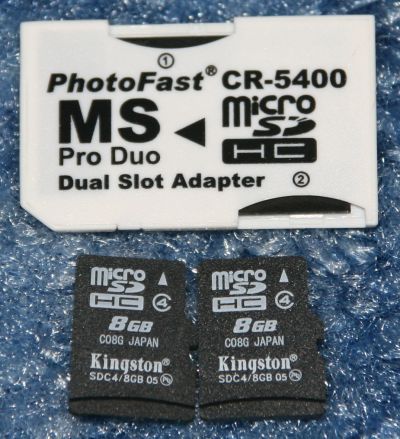 ①
PhotoFast® CR-5400
MS ◄ micro SD HC
Pro Duo
Dual Slot Adapter ②
micro SD HC 4
8GB
C08G JAPAN
Kingston
SDC4/8GB 05
micro SD HC 4
8GB
C08G JAPAN
Kingston
SDC4/8GB 05